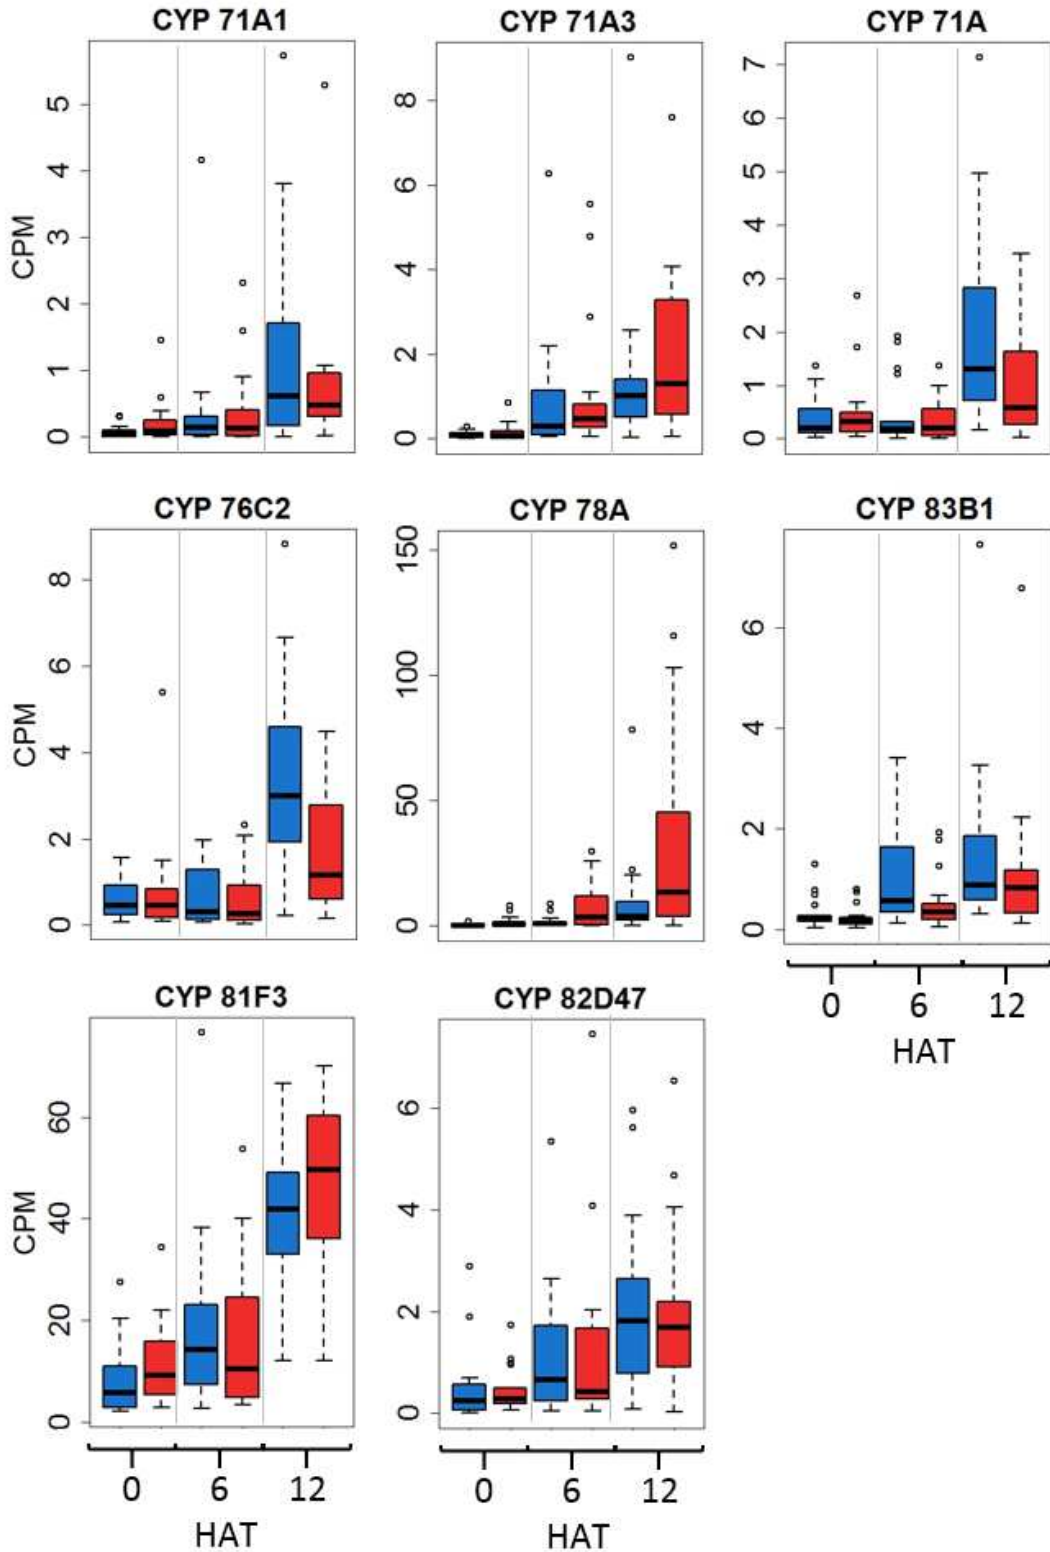 CYP 71A1
CYP 71A3
CYP 71A
CPM
0 1 2 3 4 5
0 2 4 6 8
0 1 2 3 4 5 6 7
CYP 76C2
CYP 78A
CYP 83B1
CPM
0 2 4 6 8
0 50 100 150
0 2 4 6
0 6 12
HAT
CYP 81F3
CYP 82D47
CPM
0 20 40 60
0 2 4 6
0 6 12
HAT
0 6 12
HAT